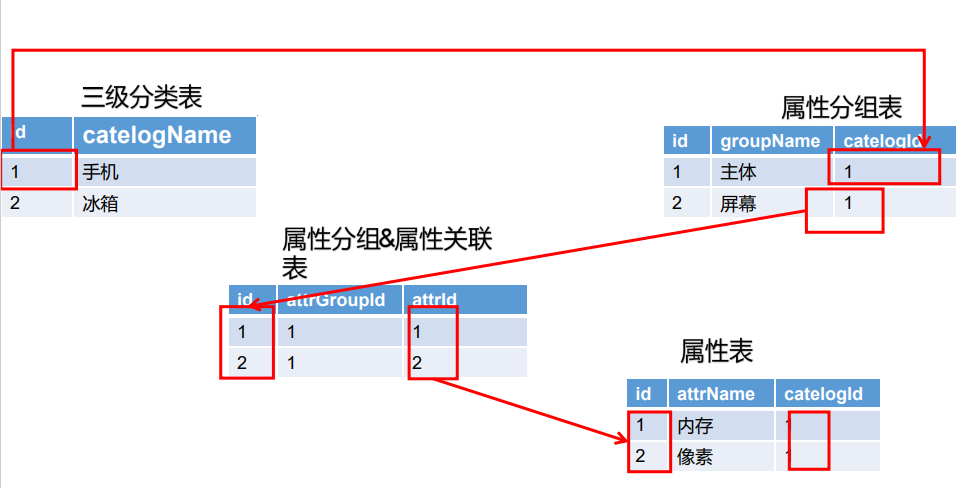 三级分类表
id catelogName
1 手机
2 冰箱
属性分组表
id groupName catelogId
1 主体 1
2 屏幕 1
属性分组&属性关联
表
id attrGroupId attrId
1 1 1
2 1 2
属性表
id attrName catelogId
1 内存 1
2 像素 1